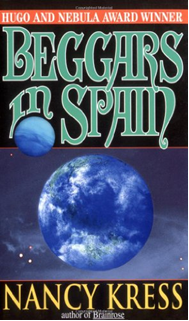 HUGO AND NEBULA AWARD WINNER
BEGGARS
IN SPAIN
NANCY KRESS
author of Brainrose